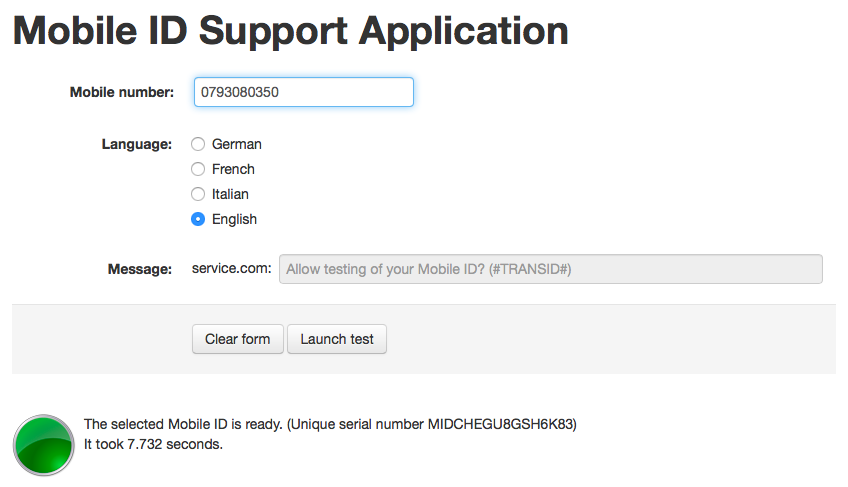 Mobile ID Support Application
Mobile number: 0793080350
Language: German
French
Italian
English
Message: service.com: Allow testing of your Mobile ID? (#TRANSID#)
Clear form Launch test
The selected Mobile ID is ready. (Unique serial number MIDCHEGU8GSH6K83)
It took 7.732 seconds.